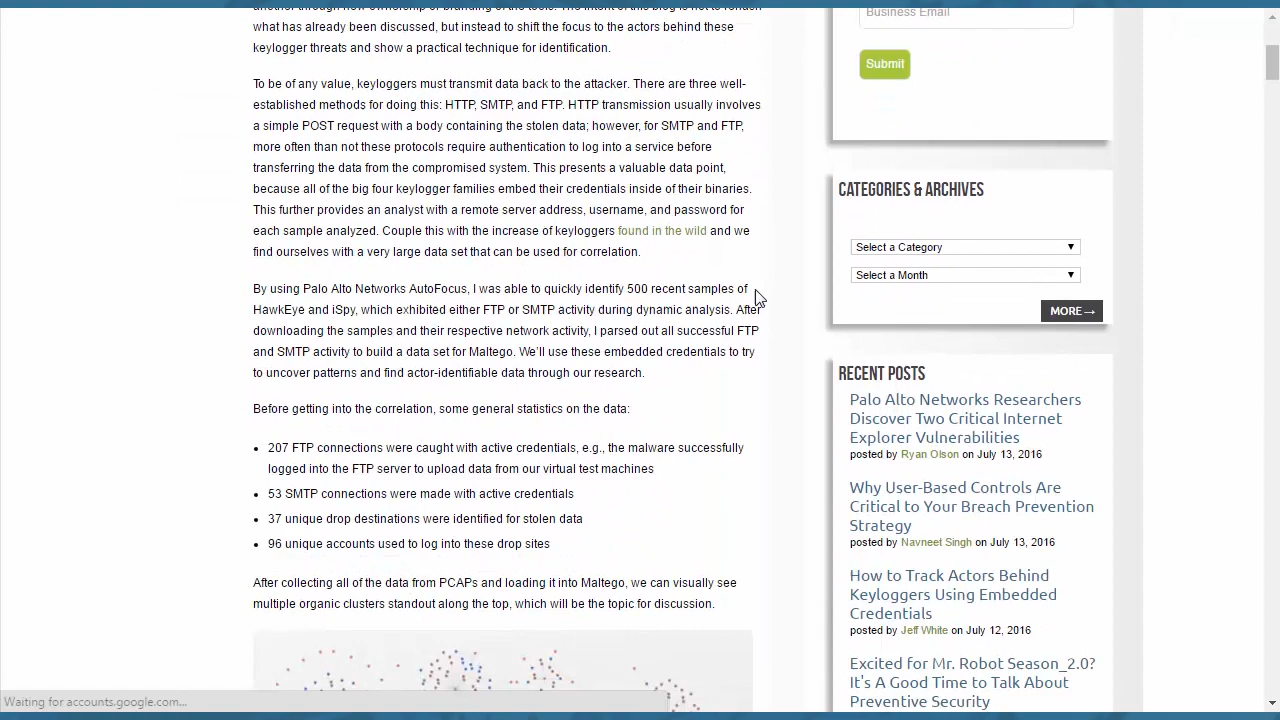 what has already been discussed, but instead to shift the focus to the actors behind these
keylogger threats and show a practical technique for identification.
To be of any value, keyloggers must transmit data back to the attacker. There are three well-
established methods for doing this: HTTP, SMTP, and FTP. HTTP transmission usually involves
a simple POST request with a body containing the stolen data; however, for SMTP and FTP,
more often than not these protocols require authentication to log into a service before
transferring the data from the compromised system. This presents a valuable data point,
because all of the big four keylogger families embed their credentials inside of their binaries.
This further provides an analyst with a remote server address, username, and password for
each sample analyzed. Couple this with the increase of keyloggers found in the wild and we
find ourselves with a very large data set that can be used for correlation.
By using Palo Alto Networks AutoFocus, I was able to quickly identify 500 recent samples of
HawkEye and iSpy which exhibited either FTP or SMTP activity during dynamic analysis. After
downloading the samples and their respective network activity, I parsed out all successful FTP
and SMTP activity to build a data set for Maltego. We'll use these embedded credentials to try
to uncover patterns and find actor-identifiable data through our research.
Before getting into the correlation, some general statistics on the data:
• 207 FTP connections were caught with active credentials, e.g., the malware successfully
logged into the FTP server to upload data from our virtual test machines
• 53 SMTP connections were made with active credentials
• 37 unique drop destinations were identified for stolen data
• 96 unique accounts used to log into these drop sites
After collecting all of the data from PCAPs and loading it into Maltego, we can visually see
multiple organic clusters standout along the top, which will be the topic for discussion.
Waiting for accounts.google.com...
Business Email
Submit
CATEGORIES & ARCHIVES
Select a Category
Select a Month
MORE→
RECENT POSTS
Palo Alto Networks Researchers
Discover Two Critical Internet
Explorer Vulnerabilities
posted by Ryan Olson on July 13, 2016
Why User-Based Controls Are
Critical to Your Breach Prevention
Strategy
posted by Navneet Singh on July 13, 2016
How to Track Actors Behind
Keyloggers Using Embedded
Credentials
posted by Jeff White on July 12, 2016
Excited for Mr. Robot Season_2.0?
It's A Good Time to Talk About
Preventive Security